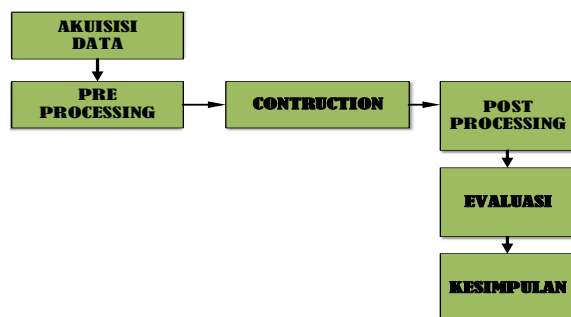 AKUISISI
DATA
PRE
PROCESSING
CONTRUCTION
POST
PROCESSING
EVALUASI
KESIMPULAN